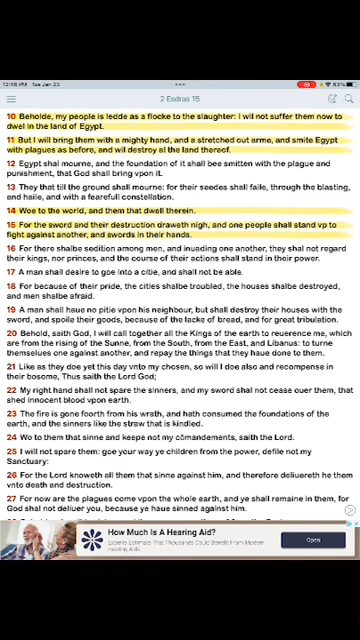 12:48 PM Tue Jan 23
83%
2 Esdras 15
10 Beholde, my people is ledde as a flocke to the slaughter: I wil not suffer them now to
dwel in the land of Egypt.
11 But I will bring them with a mighty hand, and a stretched out arme, and smite Egypt
with plagues as before, and wil destroy al the land thereof.
12 Egypt shal mourne, and the foundation of it shall bee smitten with the plague and
punishment, that God shall bring vpon it.
13 They that till the ground shall mourne: for their seedes shall faile, through the blasting,
and haile, and with a fearefull constellation.
14 Woe to the world, and them that dwell therein.
15 For the sword and their destruction draweth nigh, and one people shall stand vp to
fight against another, and swords in their hands.
16 For there shalbe sedition among men, and inuading one another, they shal not regard
their kings, nor princes, and the course of their actions shall stand in their power.
17 A man shall desire to goe into a citie, and shall not be able.
18 For because of their pride, the cities shalbe troubled, the houses shalbe destroyed,
and men shalbe afraid.
19 A man shall haue no pitie vpon his neighbour, but shall destroy their houses with the
sword, and spoile their goods, because of the lacke of bread, and for great tribulation.
20 Behold, saith God, I will call together all the Kings of the earth to reuerence me, which
are from the rising of the Sunne, from the South, from the East, and Libanus: to turne
themselues one against another, and repay the things that they haue done to them.
21 Like as they doe yet this day vnto my chosen, so will I doe also and recompense in
their bosome, Thus saith the Lord God;
22 My right hand shall not spare the sinners, and my sword shall not cease ouer them, that
shed innocent blood vpon earth.
23 The fire is gone foorth from his wrath, and hath consumed the foundations of the
earth, and the sinners like the straw that is kindled.
24 Wo to them that sinne and keepe not my cōmandements, saith the Lord.
25 I will not spare them: goe your way ye children from the power, defile not my
Sanctuary:
26 For the Lord knoweth all them that sinne against him, and therefore deliuereth he them
vnto death and destruction.
27 For now are the plagues come vpon the whole earth, and ye shall remaine in them, for
God shall not deliuer you, because ye haue sinned against him.
How Much Is A Hearing Aid?
Experts Estimate That Thousands Could Benefit From Modern
Hearing Aids
Open